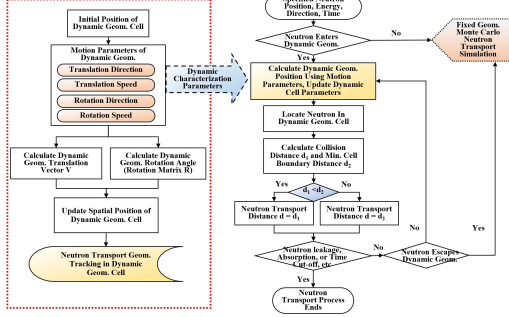 Initial Position of
Dynamic Geom. Cell
Motion Parameters of
Dynamic Geom.
Translation Direction
Translation Speed
Rotation Direction
Rotation Speed
Calculate Dynamic
Geom. Translation
Vector V
Calculate Dynamic
Geom. Rotation Angle
(Rotation Matrix R)
Update Spatial Position of
Dynamic Geom. Cell
Neutron Transport Geom.
Tracking in Dynamic
Geom. Cell
Dynamic
Characterization
Parameters
Position, Energy,
Direction, Time
Neutron Enters
Dynamic Geom.
No
Yes
Fixed Geom.
Monte Carlo
Neutron
Transport
Simulation
Calculate Dynamic Geom.
Position Using Motion
Parameters, Update Dynamic
Cell Parameters
Locate Neutron In
Dynamic Geom. Cell
Calculate Collision
Distance d₁ and Min. Cell
Boundary Distance d₂
Yes
d₁ <d₂
No
Neutron Transport
Distance d = d₁
Neutron Transport
Distance d = d₂
Neutron leakage,
Absorption, or Time
Cut-off, etc
No
Neutron Escapes
Dynamic Geom.
No
Yes
Yes
Neutron
Transport Process
Ends